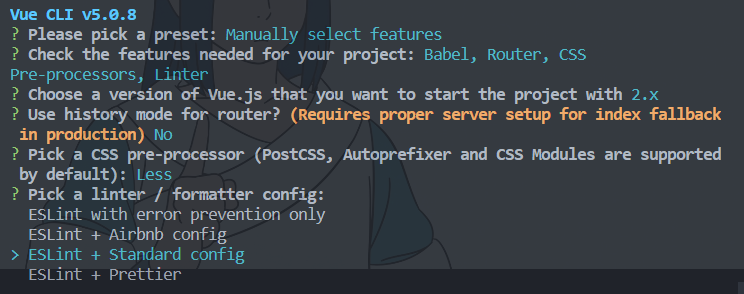 Vue CLI v5.0.8
? Please pick a preset: Manually select features
? Check the features needed for your project: Babel, Router, CSS
Pre-processors, Linter
? Choose a version of Vue.js that you want to start the project with 2.x
? Use history mode for router? (Requires proper server setup for index fallback
in production) No
? Pick a CSS pre-processor (PostCSS, Autoprefixer and CSS Modules are supported
by default): Less
? Pick a linter / formatter config:
ESLint with error prevention only
ESLint + Airbnb config
> ESLint + Standard config
ESLint + Prettier